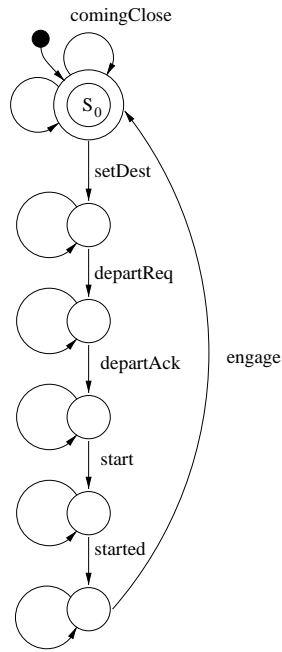 comingClose
S0
setDest
departReq
departAck
engage
start
started